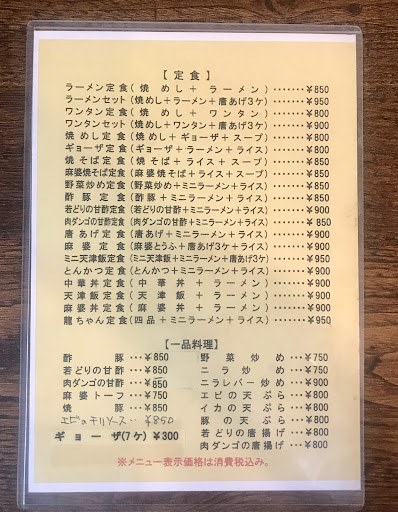 【定食】
ラーメン定食(焼めし+ラーメン)‥‥‥¥850
ラーメンセット(焼めし+ラーメン+唐あげ3ケ)‥‥‥¥950
ワンタン定食(焼めし+ワンタン)‥‥‥¥800
ワンタンセット(焼めし+ワンタン+唐あげ3ケ)‥‥‥¥900
焼めし定食(焼めし+ギョーザ+スープ)‥‥‥¥800
ギョーザ定食(ギョーザ+ラーメン+ライス)‥‥‥¥800
焼そば定食(焼そば+ライス+スープ)‥‥‥¥850
麻婆焼そば定食(麻婆焼そば+ライス+スープ)‥‥‥¥850
野菜炒め定食(野菜炒め+ミニラーメン+ライス)‥‥‥¥850
酢豚定食(酢豚+ミニラーメン+ライス)‥‥‥¥850
若どりの甘酢定食(若どりの甘酢+ミニラーメン+ライス)‥‥‥¥900
肉ダンゴの甘酢定食(肉ダンゴの甘酢+ミニラーメン+ライス)‥‥‥¥850
唐あげ定食(唐あげ+ミニラーメン+ライス)‥‥‥¥900
麻婆定食(麻婆とうふ+唐あげ3ケ+ライス)‥‥‥¥900
ミニ天津飯定食(ミニ天津飯+ミニラーメン+唐あげ3ケ)‥‥‥¥950
とんかつ定食(とんかつ+ミニラーメン+ライス)‥‥‥¥900
中華丼定食(中華丼+ラーメン)‥‥‥¥900
天津飯定食(天津飯+ラーメン)‥‥‥¥900
麻婆丼定食(麻婆丼+ラーメン)‥‥‥¥900
龍ちゃん定食(四品+ミニラーメン+ライス)‥‥‥¥950
【一品料理】
酢豚‥‥¥850
若どりの甘酢‥‥¥850
肉ダンゴの甘酢‥‥¥850
麻婆トーフ‥‥¥750
焼豚‥‥¥850
エビのチリソース‥¥850
ギョーザ(7ケ)¥300
野菜炒め‥‥¥750
ニラ炒め‥‥¥750
ニラレバー炒め‥‥¥900
エビの天ぷら‥‥¥800
イカの天ぷら‥‥¥800
豚の天ぷら‥‥¥800
若どりの唐揚げ‥‥¥800
肉ダンゴの唐揚げ‥‥¥800
※メニュー表示価格は消費税込み。